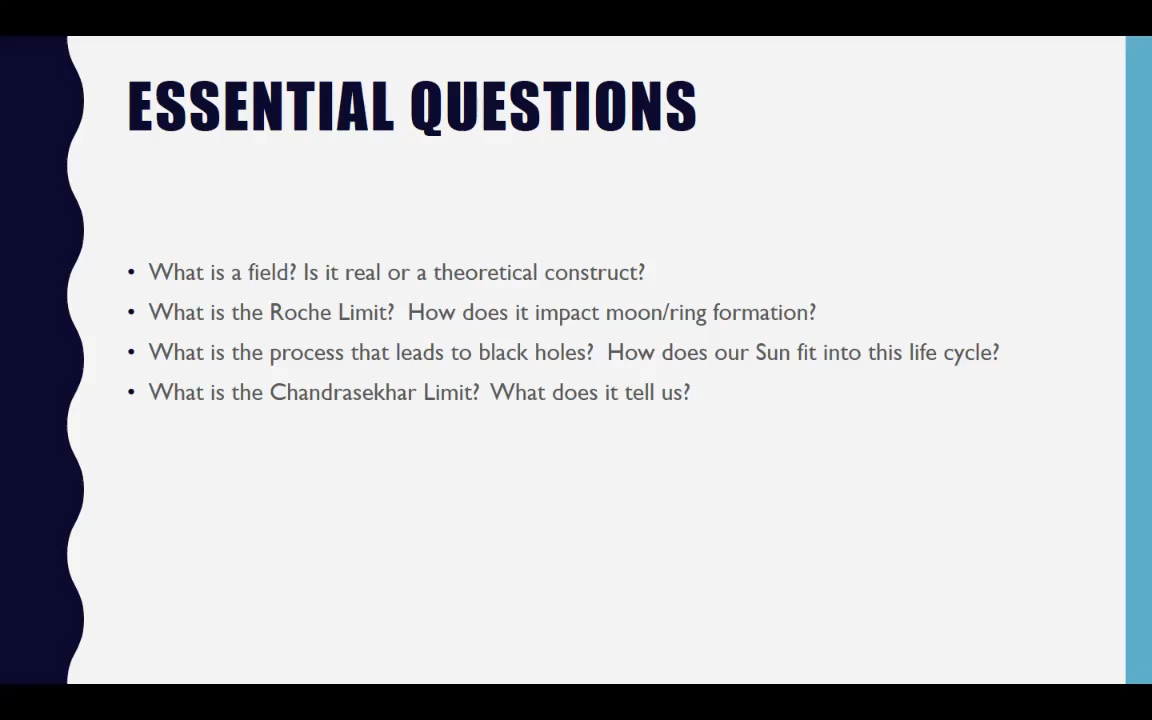 ESSENTIAL QUESTIONS
• What is a field? Is it real or a theoretical construct?
• What is the Roche Limit?  How does it impact moon/ring formation?
• What is the process that leads to black holes?  How does our Sun fit into this life cycle?
• What is the Chandrasekhar Limit?  What does it tell us?